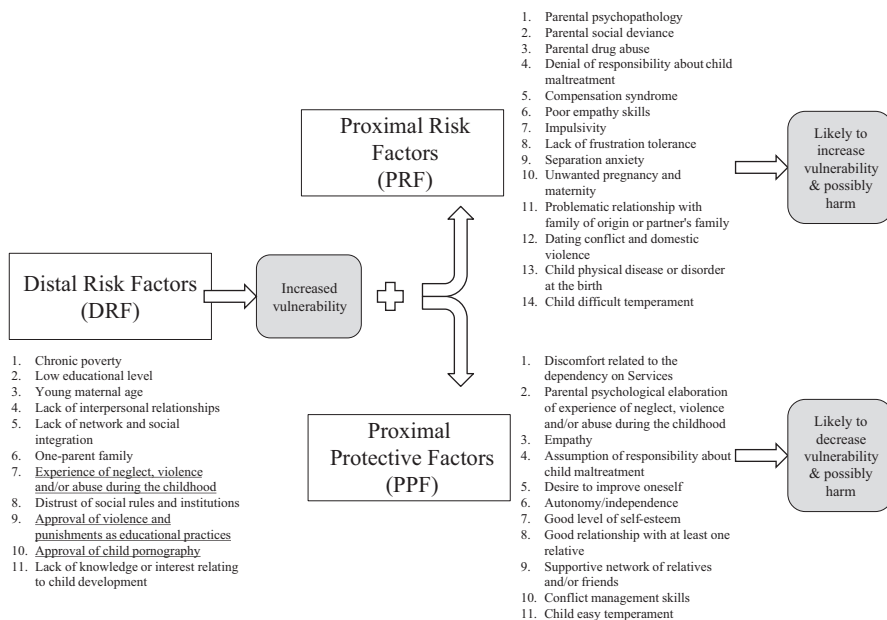 Distal Risk Factors
(DRF)
1. Chronic poverty
2. Low educational level
3. Young maternal age
4. Lack of interpersonal relationships
5. Lack of network and social
integration
6. One-parent family
7. Experience of neglect, violence
and/or abuse during the childhood
8. Distrust of social rules and institutions
9. Approval of violence and
punishments as educational practices
10. Approval of child pornography
11. Lack of knowledge or interest relating
to child development
Increased
vulnerability
Proximal Risk
Factors
(PRF)
1. Parental psychopathology
2. Parental social deviance
3. Parental drug abuse
4. Denial of responsibility about child
maltreatment
5. Compensation syndrome
6. Poor empathy skills
7. Impulsivity
8. Lack of frustration tolerance
9. Separation anxiety
10. Unwanted pregnancy and
maternity
11. Problematic relationship with
family of origin or partner's family
12. Dating conflict and domestic
violence
13. Child physical disease or disorder
at the birth
14. Child difficult temperament
Likely to
increase
vulnerability
& possibly
harm
Proximal
Protective Factors
(PPF)
1. Discomfort related to the
dependency on Services
2. Parental psychological elaboration
of experience of neglect, violence
and/or abuse during the childhood
3. Empathy
4. Assumption of responsibility about
child maltreatment
5. Desire to improve oneself
6. Autonomy/independence
7. Good level of self-esteem
8. Good relationship with at least one
relative
9. Supportive network of relatives
and/or friends
10. Conflict management skills
11. Child easy temperament
Likely to
decrease
vulnerability
& possibly
harm